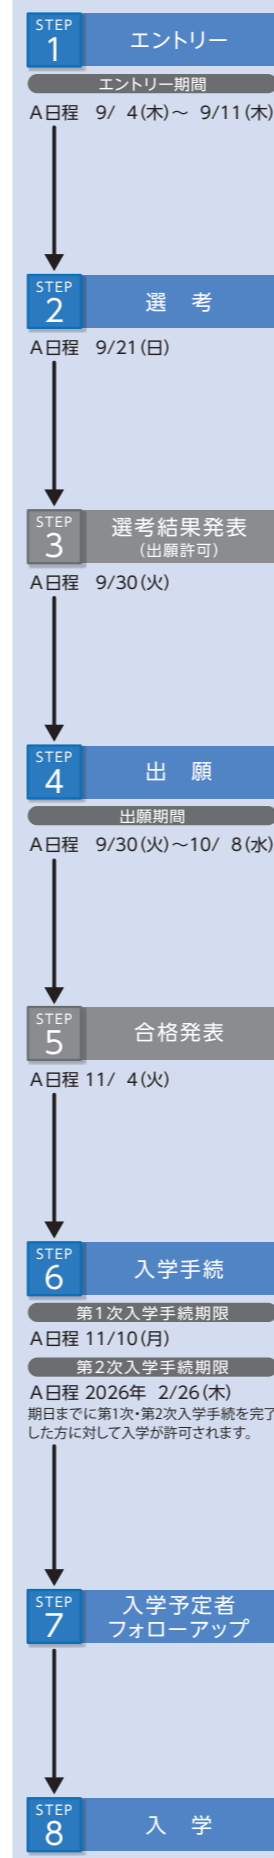 STEP
1
エントリー
エントリー期間
A日程 9/ 4(木)~ 9/11(木)
STEP
2
選 考
A日程 9/21(日)
STEP
3
選考結果発表
(出願許可)
A日程 9/30(火)
STEP
4
出 願
出願期間
A日程 9/30(火)~10/ 8(水)
STEP
5
合格発表
A日程 11/ 4(火)
STEP
6
入学手続
第1次入学手続期限
A日程 11/10(月)
第2次入学手続期限
A日程 2026年 2/26(木)
期日までに第1次・第2次入学手続を完了
した方に対して入学が許可されます。
STEP
7
入学予定者
フォローアップ
STEP
8
入 学